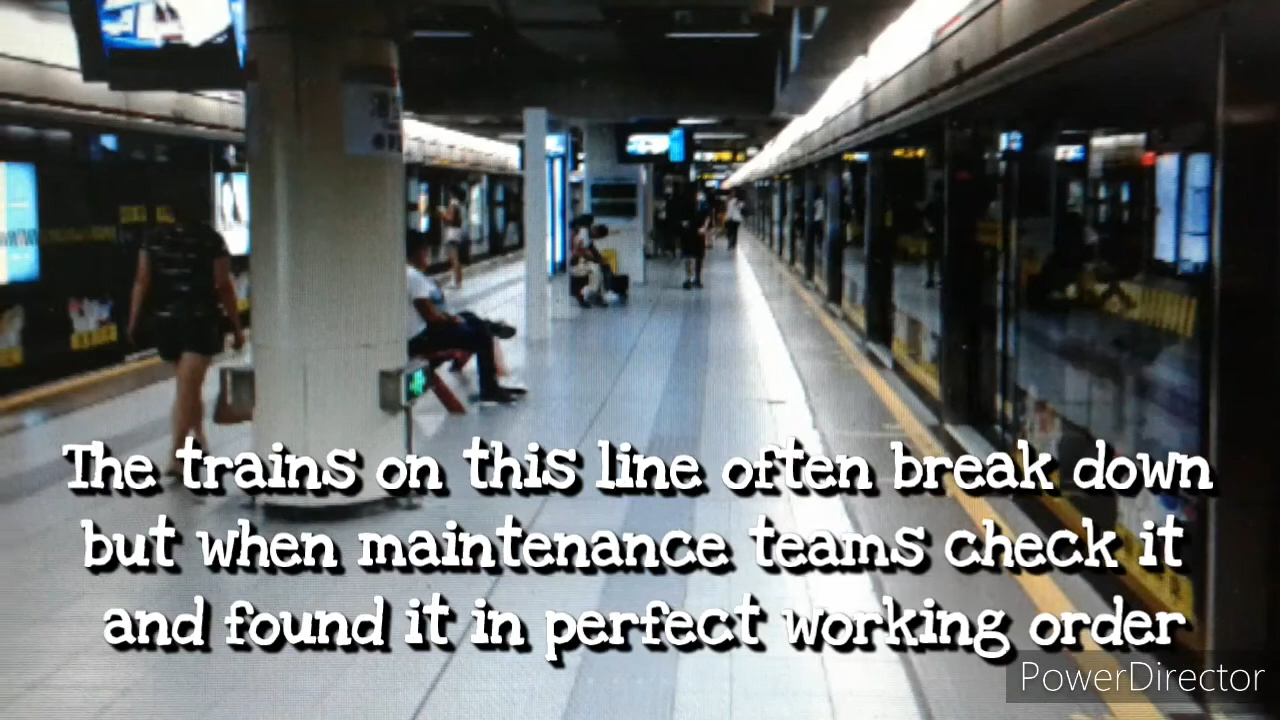 The trains on this line often break down
but when maintenance teams check it
and found it in perfect working order
PowerDirector